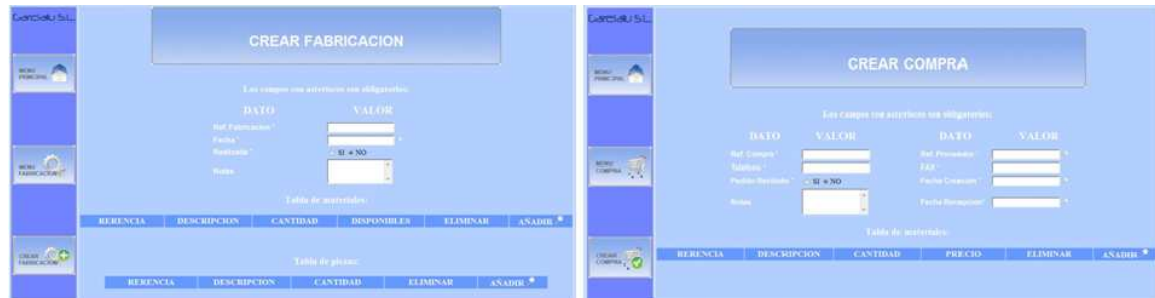 Garcialu S.L.
CREAR FABRICACION
MENU PRINCIPAL
Los campos con asteriscos son obligatorios:
DATO VALOR
Ref. Fabricacion *
Fecha * *
Realizada * SI NO
Notas
MENU FABRICACION
Tabla de materiales:
RERENCIA DESCRIPCION CANTIDAD DISPONIBLES ELIMINAR AÑADIR *
CREAR FABRICACION
Tabla de piezas:
RERENCIA DESCRIPCION CANTIDAD ELIMINAR AÑADIR *
Garcialu S.L.
CREAR COMPRA
MENU PRINCIPAL
Los campos con asteriscos son obligatorios:
DATO VALOR DATO VALOR
Ref. Compra * Ref. Proveedor * *
Telefono * FAX
Pedido Recibido * SI NO Fecha Creacion * *
Notas Fecha Recepcion * *
MENU COMPRA
Tabla de materiales:
CREAR COMPRA
RERENCIA DESCRIPCION CANTIDAD PRECIO ELIMINAR AÑADIR *